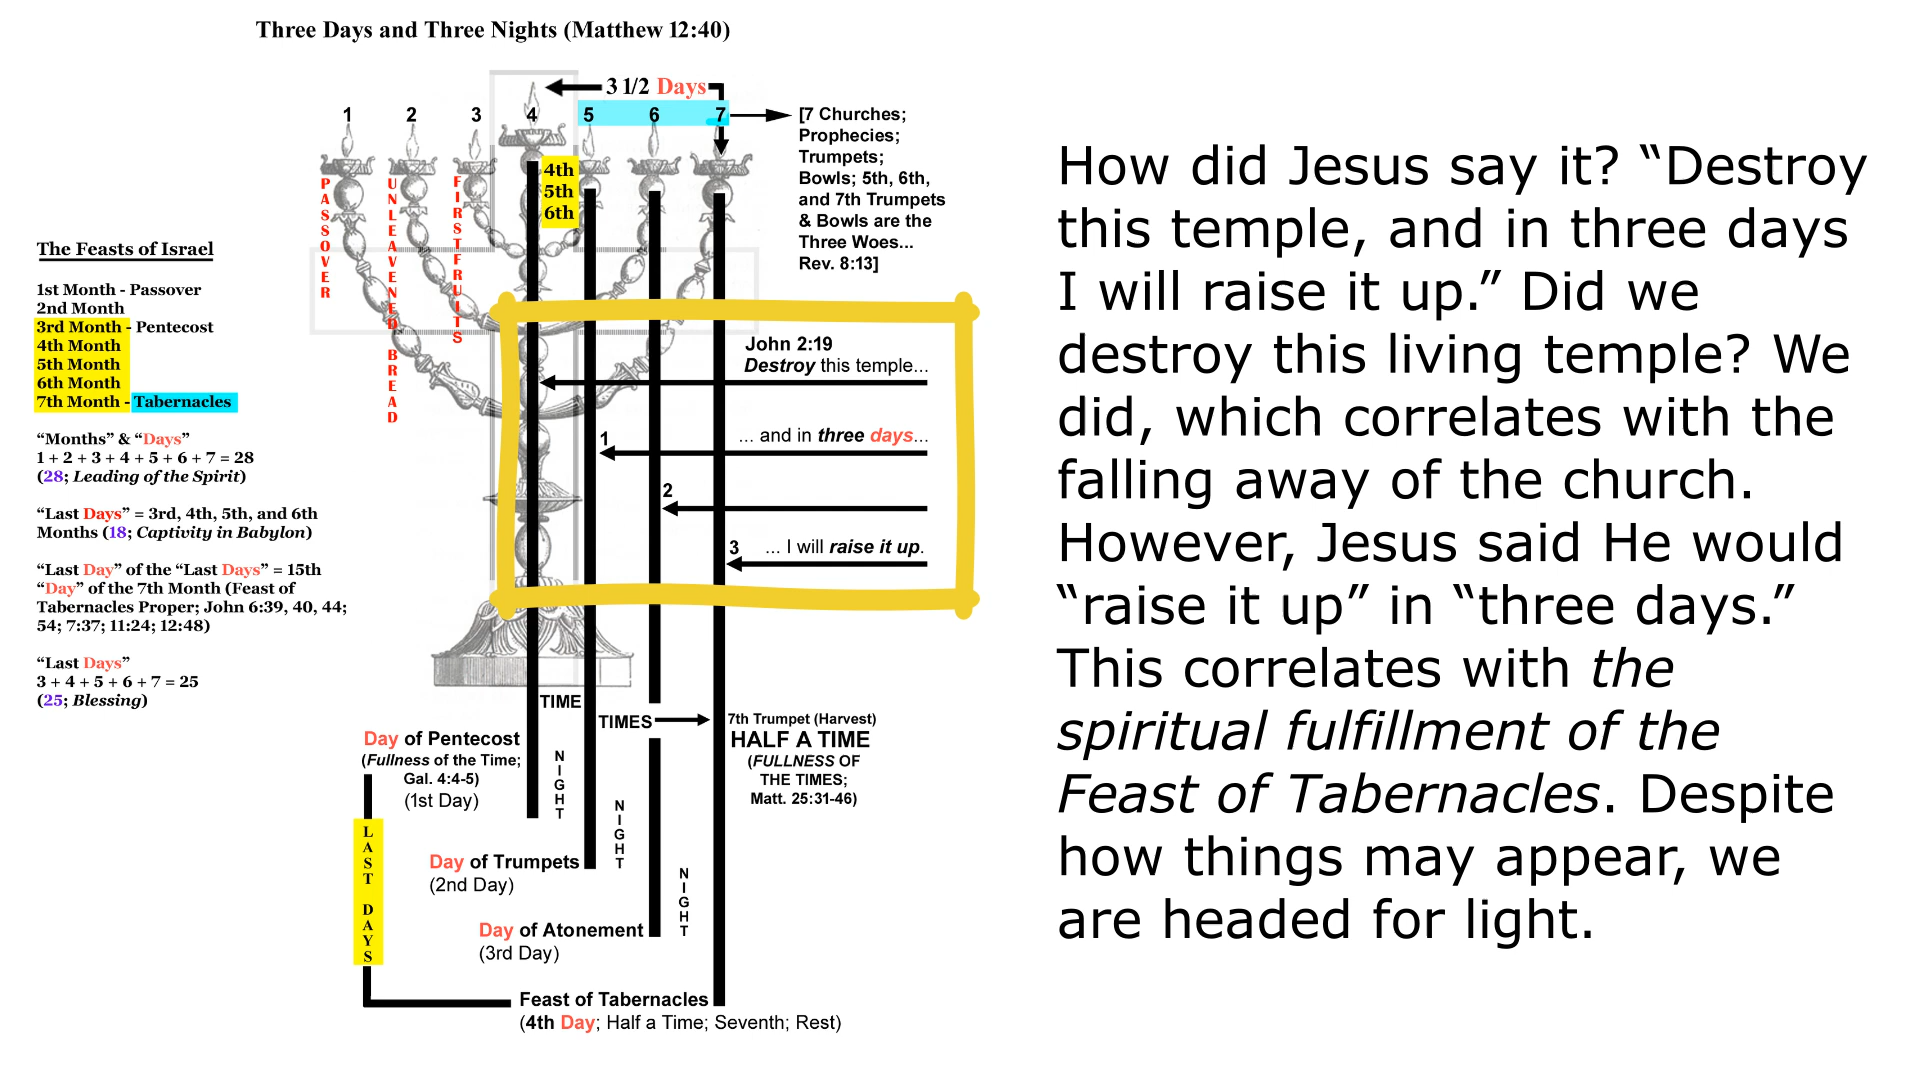 Three Days and Three Nights (Matthew 12:40)
3 1/2 Days
1 2 3 4 5 6 7
[7 Churches;
Prophecies;
Trumpets;
Bowls; 5th, 6th,
and 7th Trumpets
& Bowls are the
Three Woes...
Rev. 8:13]
4th
5th
6th
PASSOVER
UNLEAVENED BREAD
FIRSTFRUITS
The Feasts of Israel
1st Month - Passover
2nd Month
3rd Month - Pentecost
4th Month
5th Month
6th Month
7th Month - Tabernacles
“Months” & “Days”
1 + 2 + 3 + 4 + 5 + 6 + 7 = 28
(28; Leading of the Spirit)
“Last Days” = 3rd, 4th, 5th, and 6th
Months (18; Captivity in Babylon)
“Last Day” of the “Last Days” = 15th
“Day” of the 7th Month (Feast of
Tabernacles Proper; John 6:39, 40, 44;
54; 7:37; 11:24; 12:48)
“Last Days”
3 + 4 + 5 + 6 + 7 = 25
(25; Blessing)
John 2:19
Destroy this temple...
1 ... and in three days...
2
3 ... I will raise it up.
TIME
TIMES
7th Trumpet (Harvest)
HALF A TIME
(FULLNESS OF
THE TIMES;
Matt. 25:31-46)
Day of Pentecost
(Fullness of the Time;
Gal. 4:4-5)
(1st Day)
NIGHT
NIGHT
NIGHT
LAST DAYS
Day of Trumpets
(2nd Day)
Day of Atonement
(3rd Day)
Feast of Tabernacles
(4th Day; Half a Time; Seventh; Rest)
How did Jesus say it? “Destroy
this temple, and in three days
I will raise it up.” Did we
destroy this living temple? We
did, which correlates with the
falling away of the church.
However, Jesus said He would
“raise it up” in “three days.”
This correlates with the
spiritual fulfillment of the
Feast of Tabernacles. Despite
how things may appear, we
are headed for light.